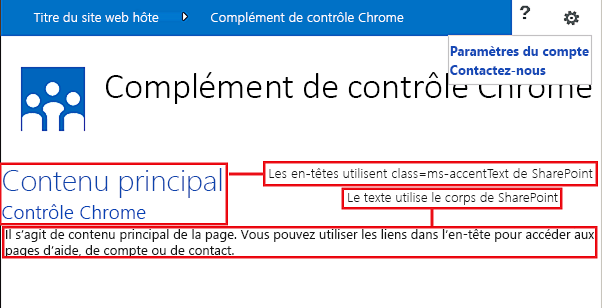 Titre du site web hôte Complément de contrôle Chrome ?
Paramètres du compte
Contactez-nous
Complément de contrôle Chrome
Les en-têtes utilisent class=ms-accentText de SharePoint
Contenu principal
Le texte utilise le corps de SharePoint
Contrôle Chrome
Il s'agit de contenu principal de la page. Vous pouvez utiliser les liens dans l'en-tête pour accéder aux
pages d'aide, de compte ou de contact.